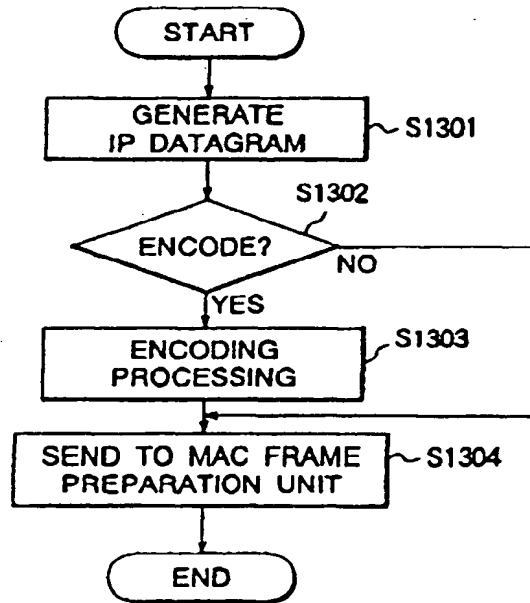 START
GENERATE
IP DATAGRAM
S1301
S1302
ENCODE?
NO
YES
ENCODING
PROCESSING
S1303
SEND TO MAC FRAME
PREPARATION UNIT
S1304
END